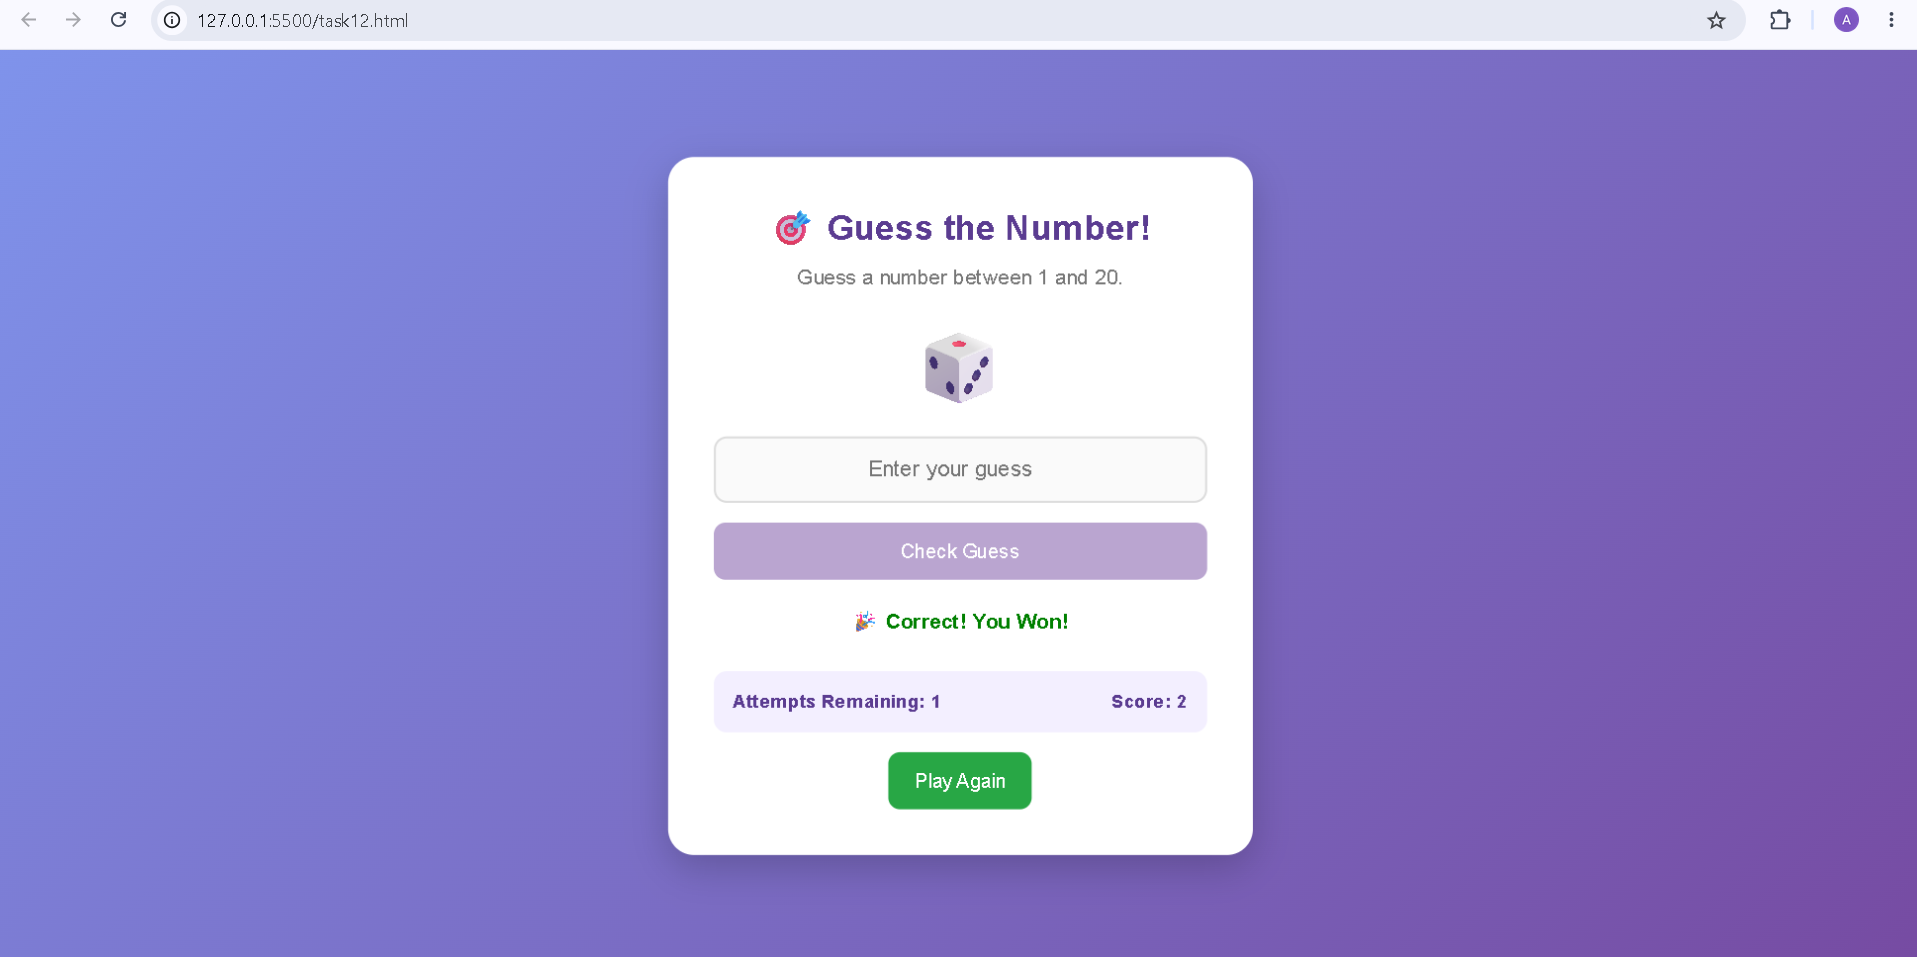 127.0.0.1:5500/task12.html
A
Guess the Number!
Guess a number between 1 and 20.
Enter your guess
Check Guess
Correct! You Won!
Attempts Remaining: 1 Score: 2
Play Again